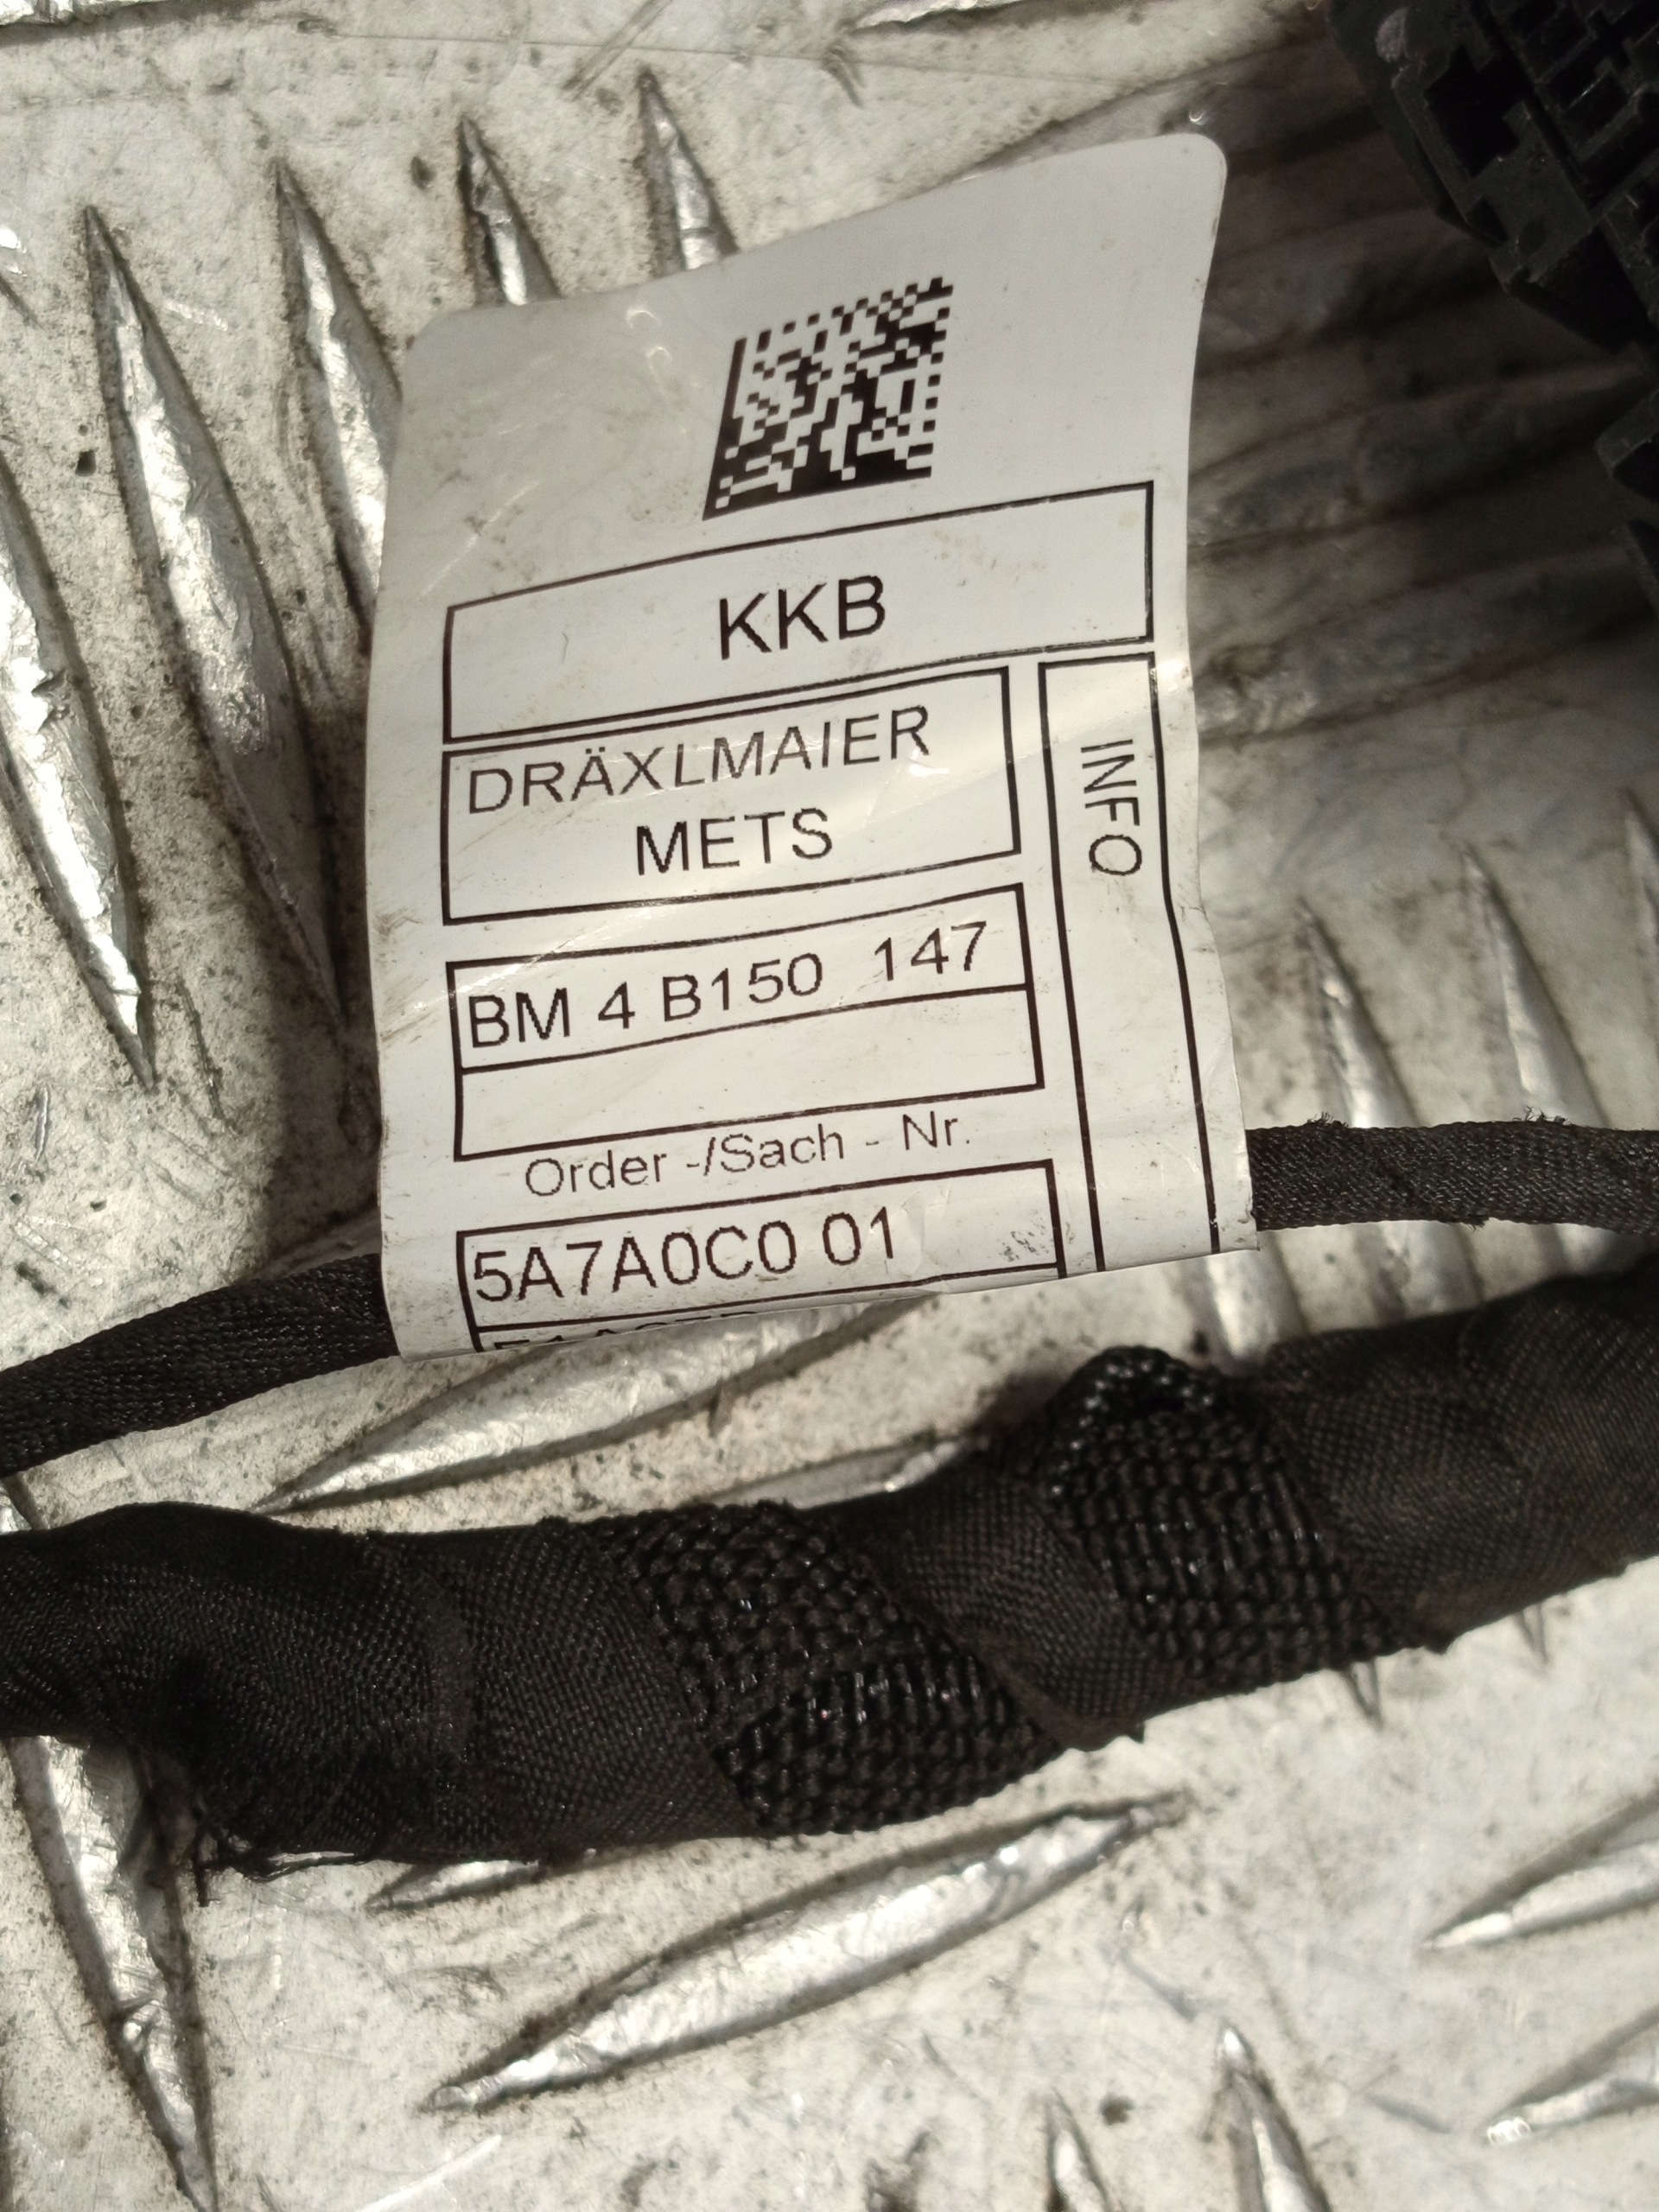 KKB
DRÄXLMAIER
METS
INFO
BM 4 B150 147
Order -/Sach - Nr.
5A7A0C0 01